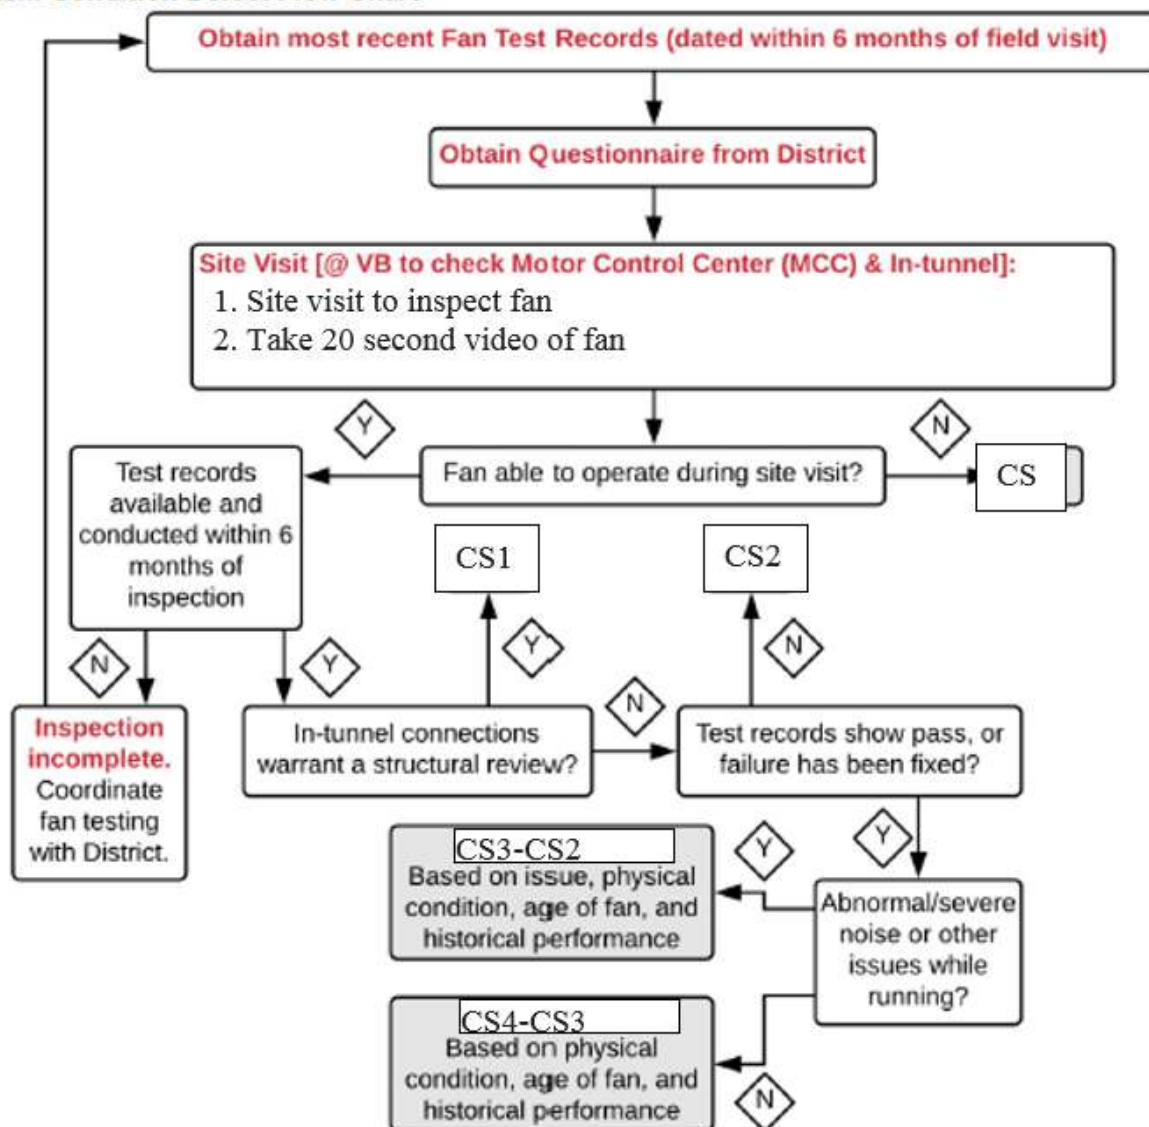 Obtain most recent Fan Test Records (dated within 6 months of field visit)
Obtain Questionnaire from District
Site Visit [@ VB to check Motor Control Center (MCC) & In-tunnel]:
1. Site visit to inspect fan
2. Take 20 second video of fan
Y
N
Fan able to operate during site visit?
CS
Test records
available and
conducted within 6
months of
inspection
CS1
CS2
N
Y
Y
N
N
Inspection
incomplete.
Coordinate
fan testing
with District.
In-tunnel connections
warrant a structural review?
Test records show pass, or
failure has been fixed?
Y
Y
CS3-CS2
Based on issue, physical
condition, age of fan, and
historical performance
Abnormal/severe
noise or other
issues while
running?
CS4-CS3
Based on physical
condition, age of fan, and
historical performance
N